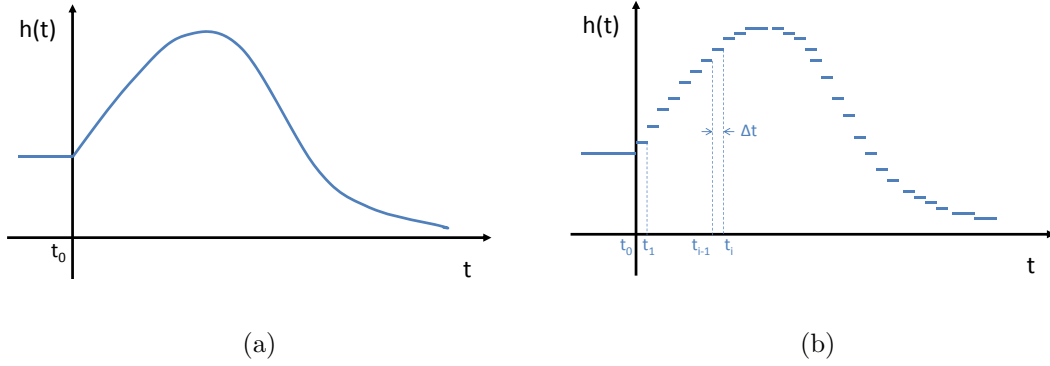 h(t)
t₀
t
(a)
h(t)
Δt
t₀ t₁ tᵢ₋₁ tᵢ
t
(b)